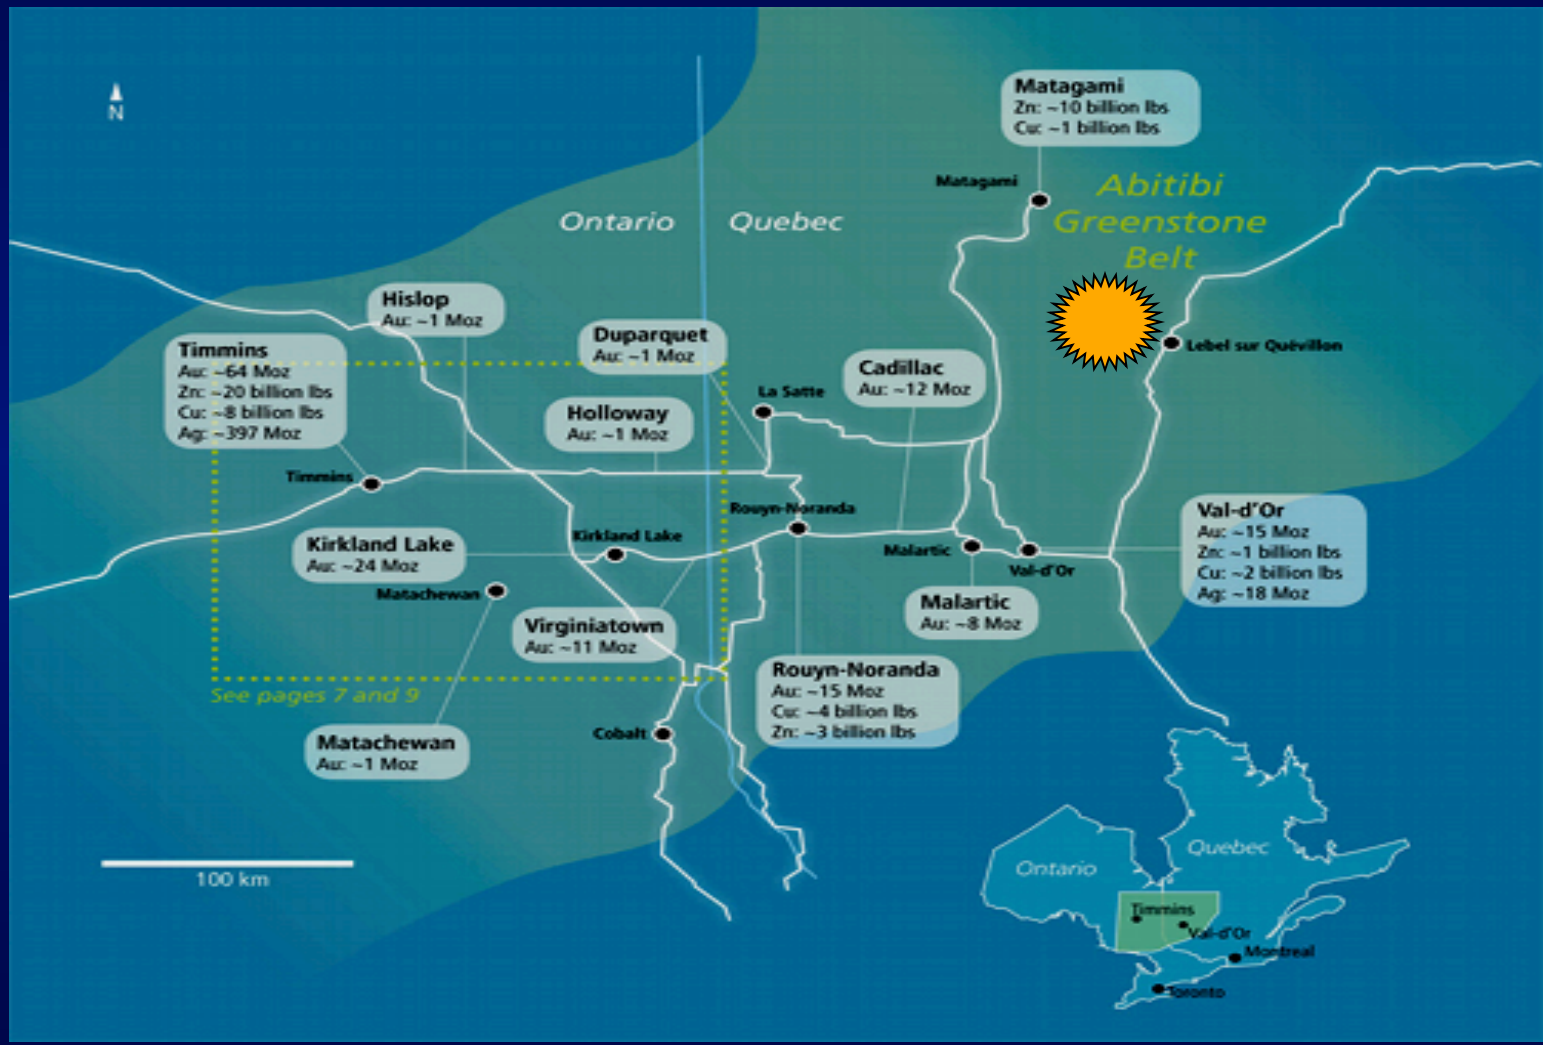 N
Matagami
Zn: ~10 billion lbs
Cu: ~1 billion lbs
Matagami
Abitibi
Greenstone
Belt
Ontario
Quebec
Hislop
Au: ~1 Moz
Duparquet
Au: ~1 Moz
Timmins
Au: ~64 Moz
Zn: ~20 billion lbs
Cu: ~8 billion lbs
Ag: ~397 Moz
Lebel sur Quévillon
Cadillac
Au: ~12 Moz
La Satte
Holloway
Au: ~1 Moz
Timmins
Rouyn-Noranda
Val-d'Or
Au: ~15 Moz
Zn: ~1 billion lbs
Cu: ~2 billion lbs
Ag: ~18 Moz
Kirkland Lake
Kirkland Lake
Au: ~24 Moz
Malartic
Val-d'Or
Matachewan
Malartic
Au: ~8 Moz
Virginiatown
Au: ~11 Moz
Rouyn-Noranda
Au: ~15 Moz
Cu: ~4 billion lbs
Zn: ~3 billion lbs
See pages 7 and 9
Cobalt
Matachewan
Au: ~1 Moz
100 km
Ontario
Quebec
Timmins
Val-d'Or
Montreal
Toronto